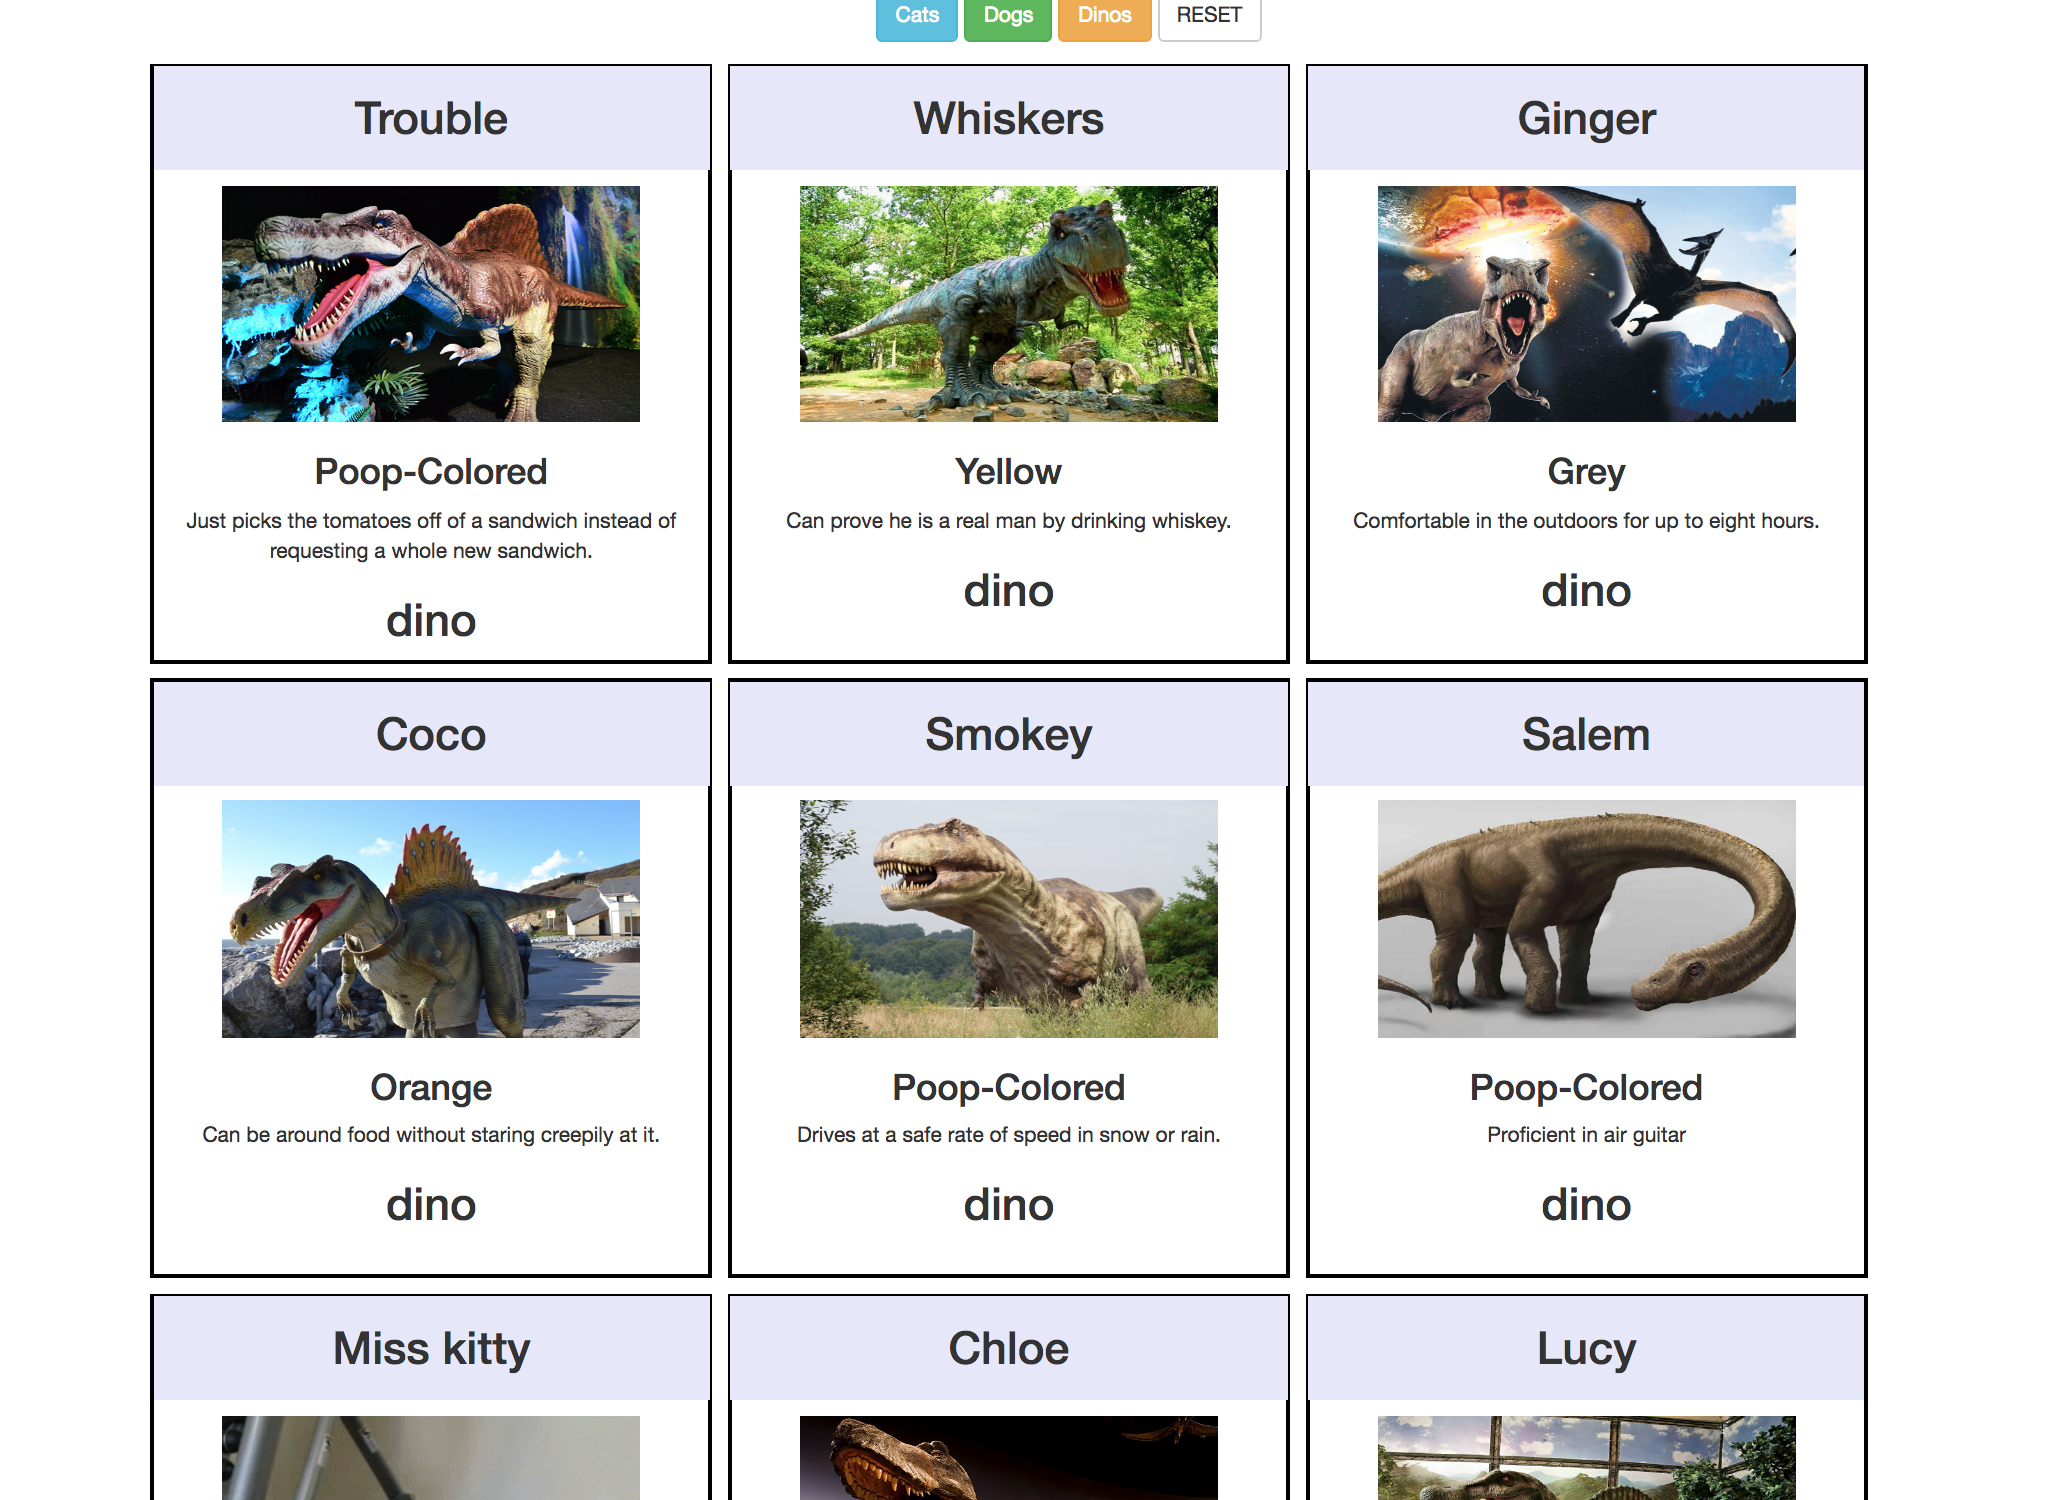 Cats Dogs Dinos RESET
Trouble
Poop-Colored
Just picks the tomatoes off of a sandwich instead of
requesting a whole new sandwich.
dino
Whiskers
Yellow
Can prove he is a real man by drinking whiskey.
dino
Ginger
Grey
Comfortable in the outdoors for up to eight hours.
dino
Coco
Orange
Can be around food without staring creepily at it.
dino
Smokey
Poop-Colored
Drives at a safe rate of speed in snow or rain.
dino
Salem
Poop-Colored
Proficient in air guitar
dino
Miss kitty
Chloe
Lucy